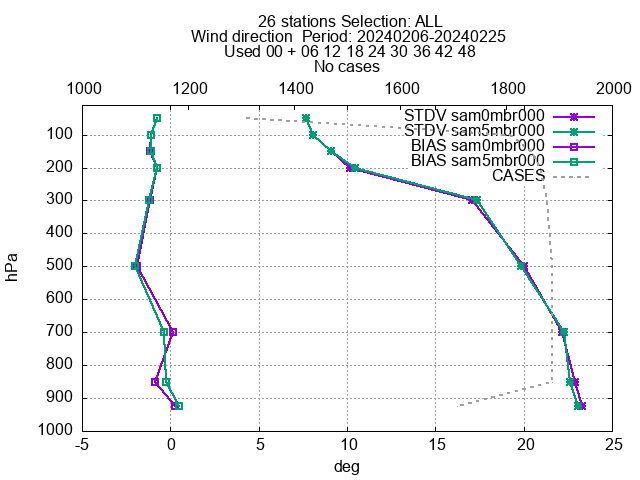 26 stations Selection: ALL
Wind direction  Period: 20240206-20240225
Used 00 + 06 12 18 24 30 36 42 48
No cases
1000 1200 1400 1600 1800 2000
STDV sam0mbr000
STDV sam5mbr000
BIAS sam0mbr000
BIAS sam5mbr000
CASES
100
200
300
400
500
600
700
800
900
1000
hPa
-5 0 5 10 15 20 25
deg